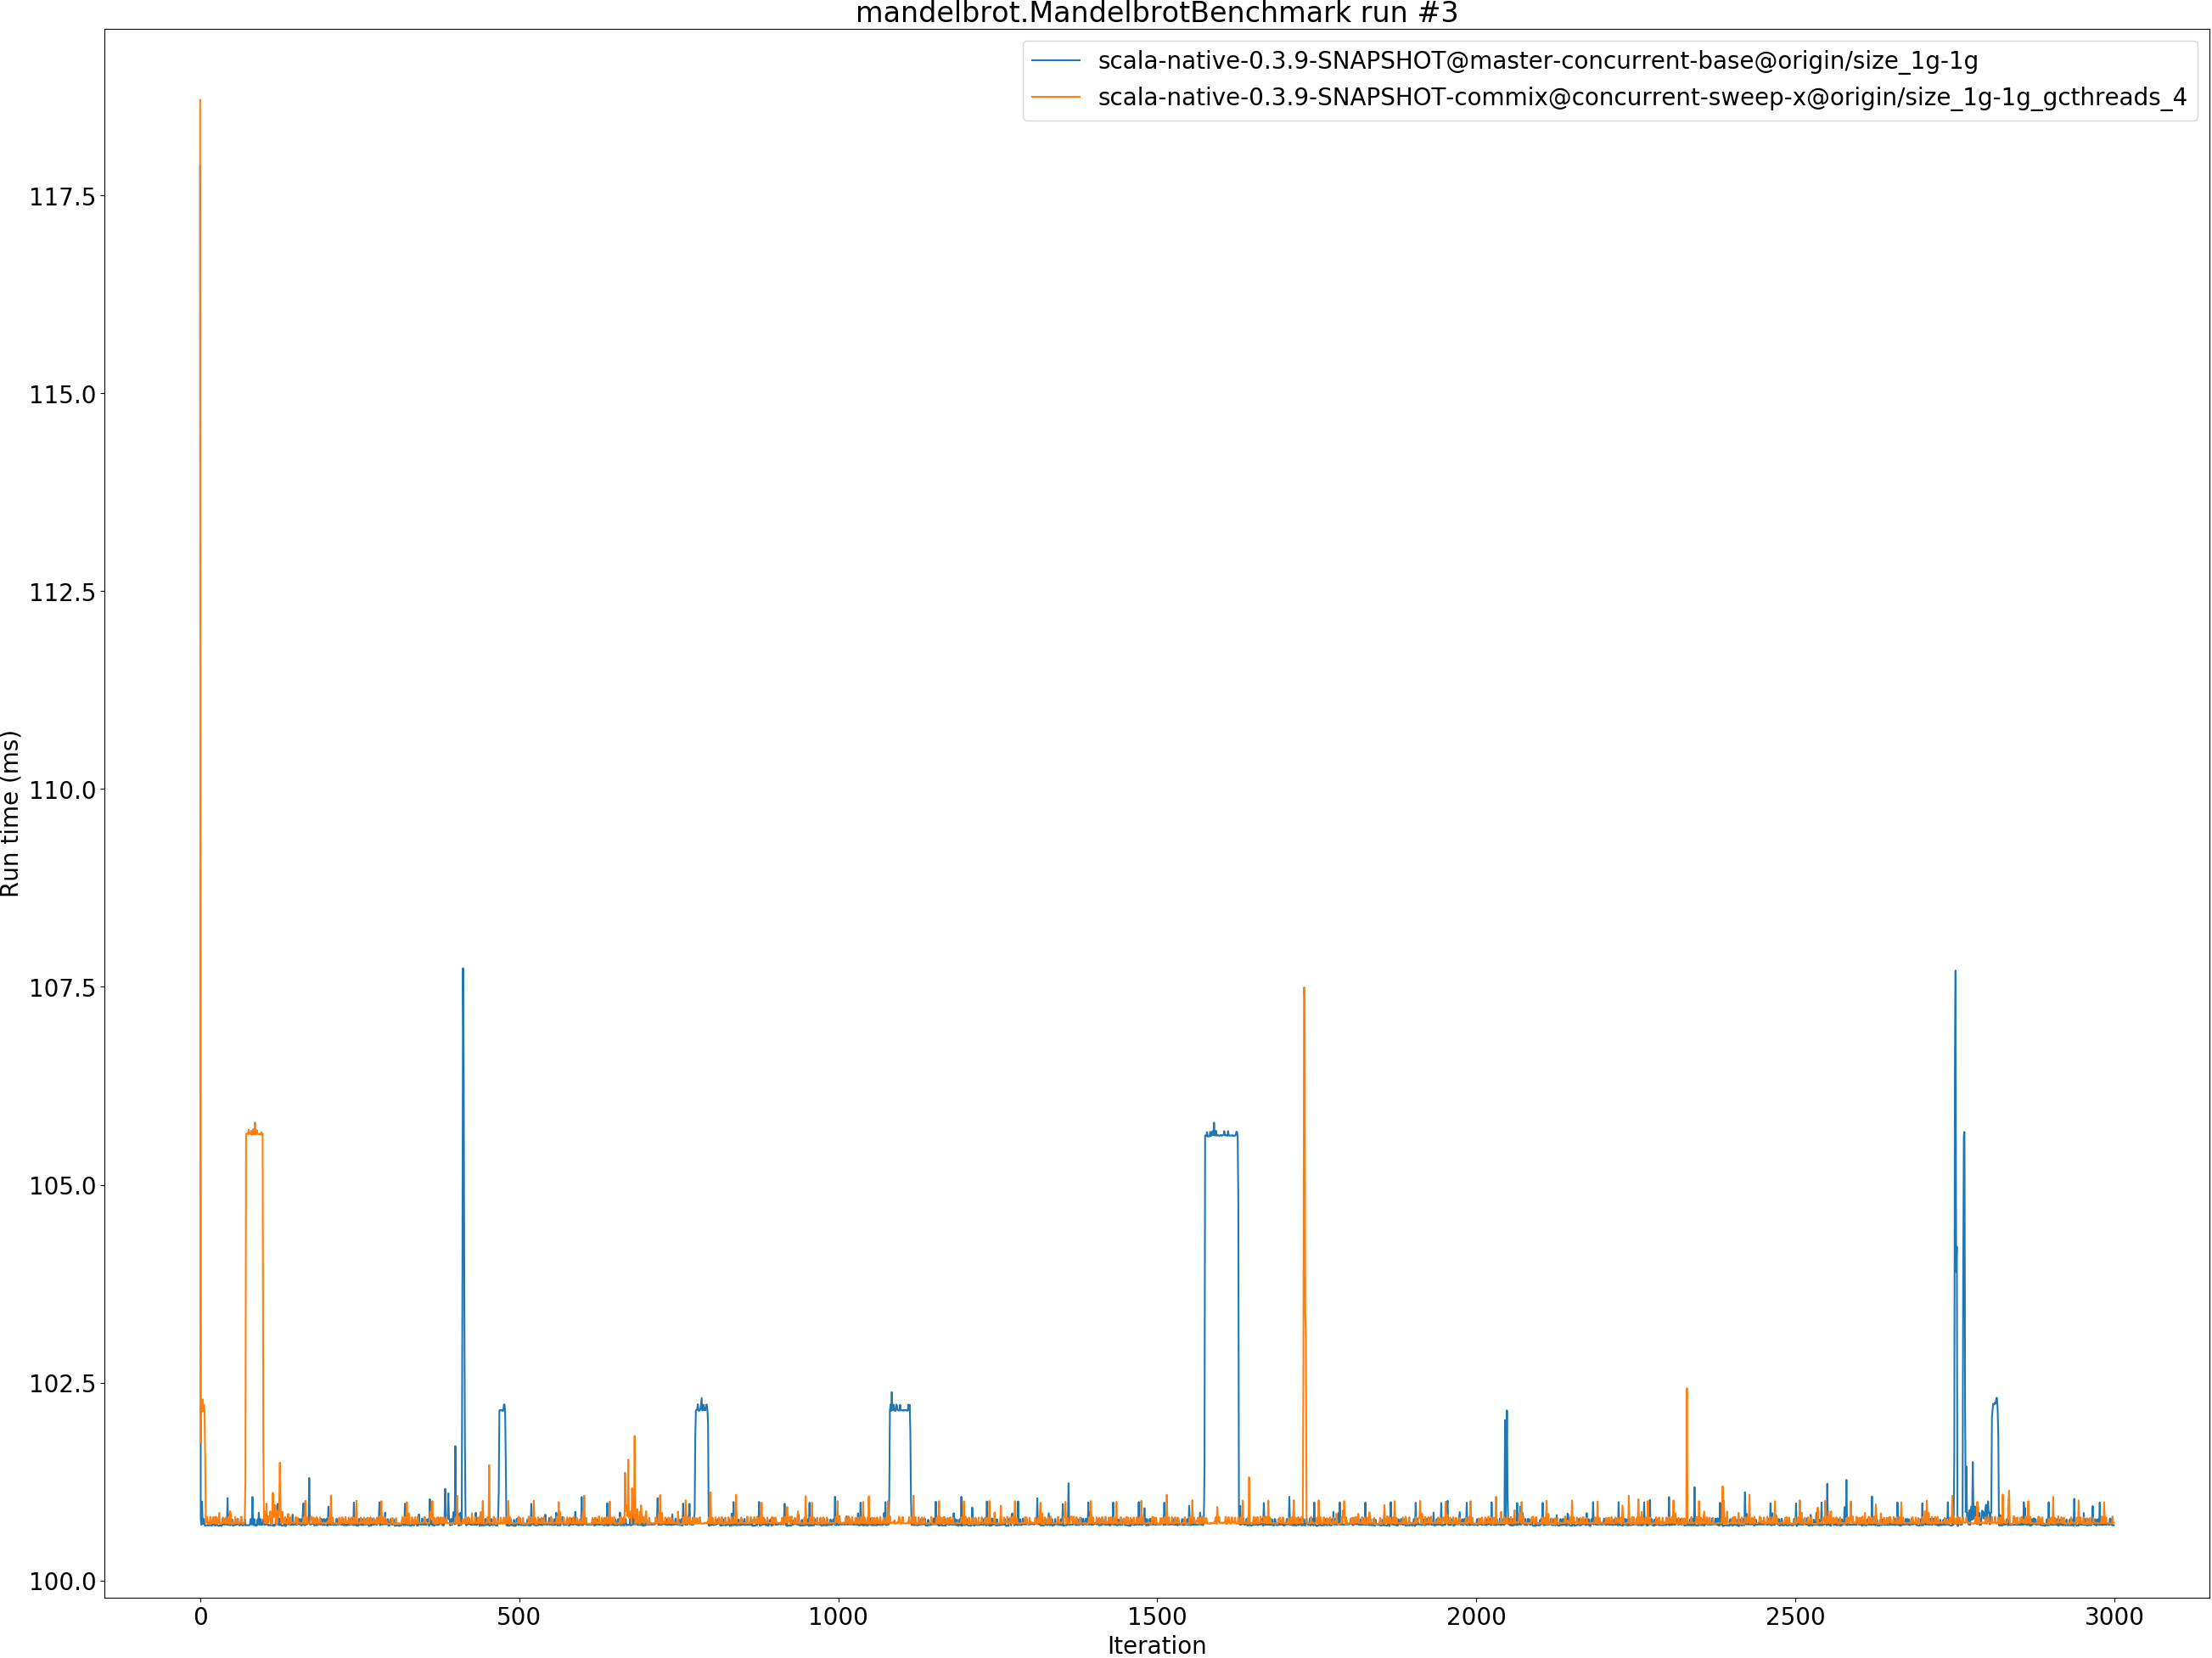 mandelbrot.MandelbrotBenchmark run #3
scala-native-0.3.9-SNAPSHOT@master-concurrent-base@origin/size_1g-1g
scala-native-0.3.9-SNAPSHOT-commix@concurrent-sweep-x@origin/size_1g-1g_gcthreads_4
Run time (ms)
117.5
115.0
112.5
110.0
107.5
105.0
102.5
100.0
0 500 1000 1500 2000 2500 3000
Iteration